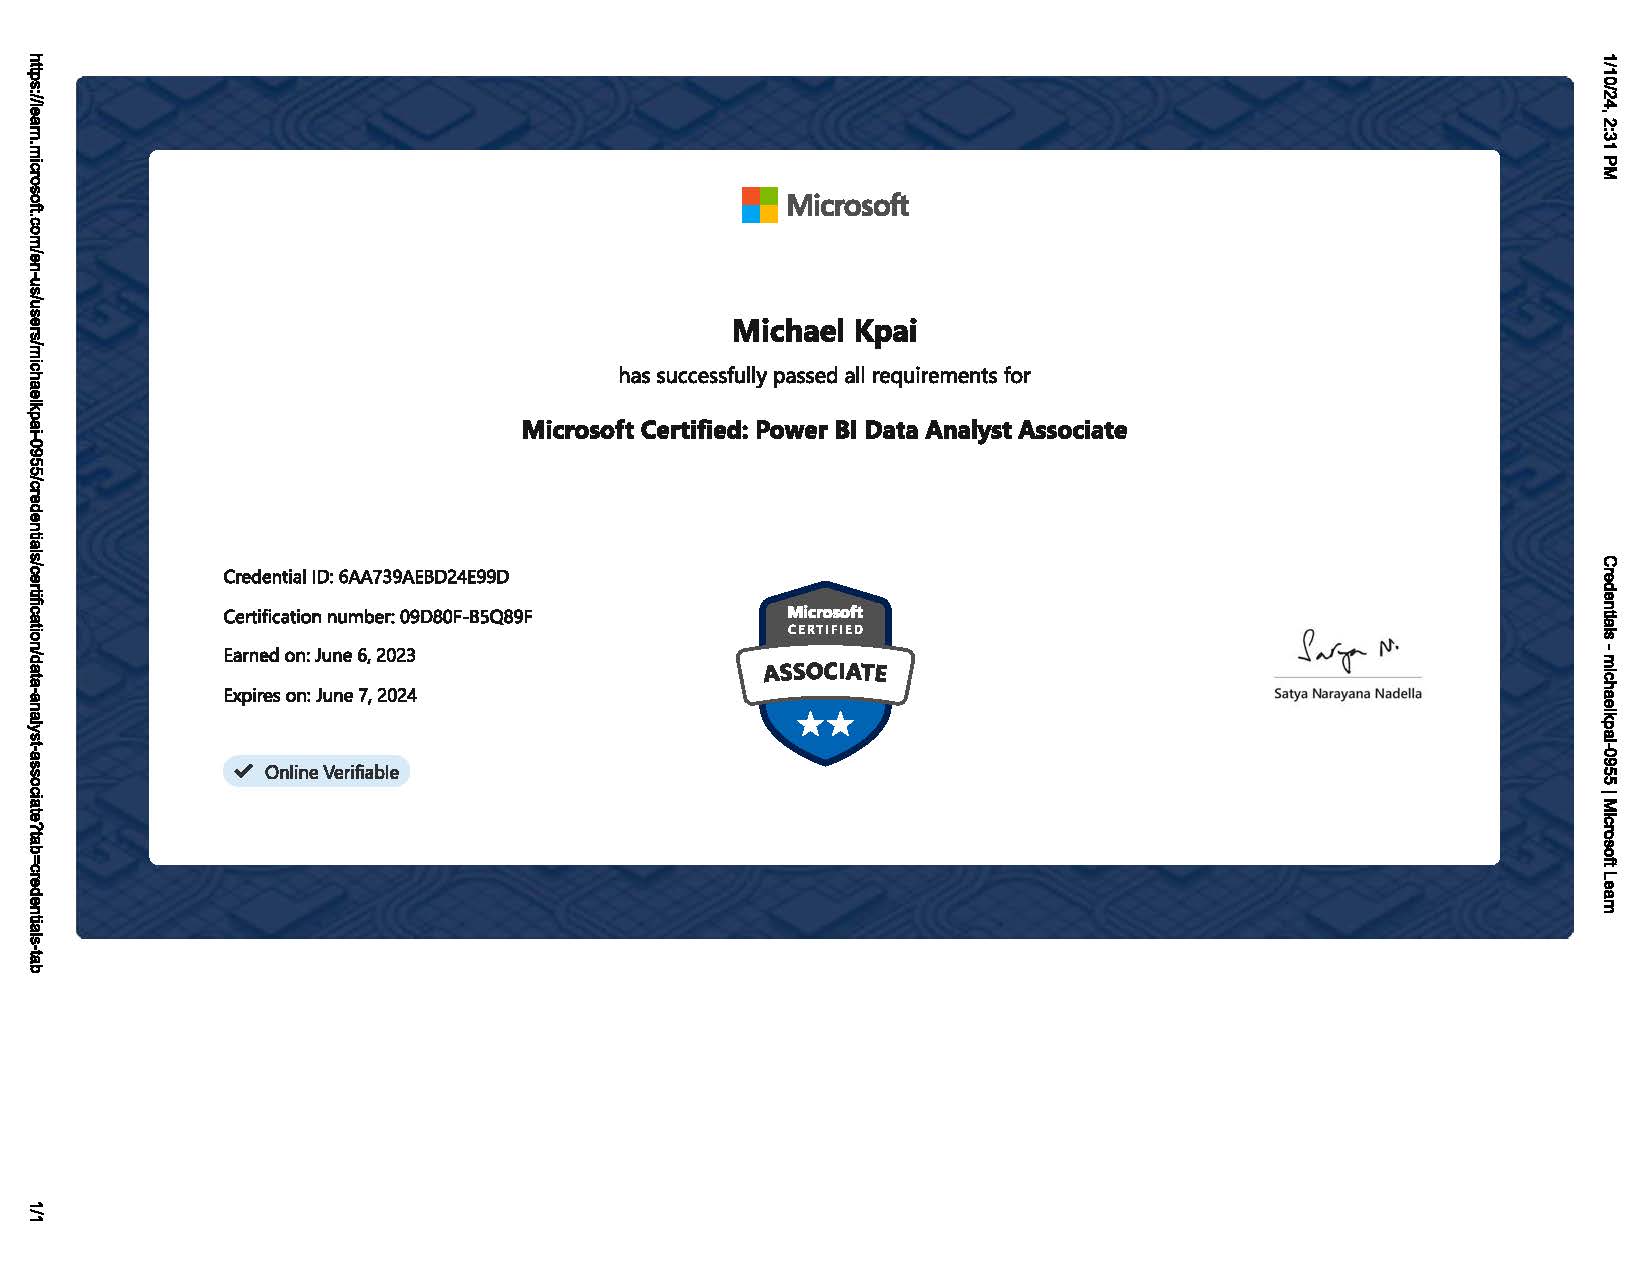 1/10/24, 2:31 PM
Credentials - michaelkpai-0955 | Microsoft Learn
Microsoft
Michael Kpai
has successfully passed all requirements for
Microsoft Certified: Power BI Data Analyst Associate
Credential ID: 6AA739AEBD24E99D
Certification number: 09D80F-B5Q89F
Earned on: June 6, 2023
Expires on: June 7, 2024
Online Verifiable
Microsoft
CERTIFIED
ASSOCIATE
Satya N.
Satya Narayana Nadella
https://learn.microsoft.com/en-us/users/michaelkpai-0955/credentials/certification/data-analyst-associate?tab=credentials-tab
1/1